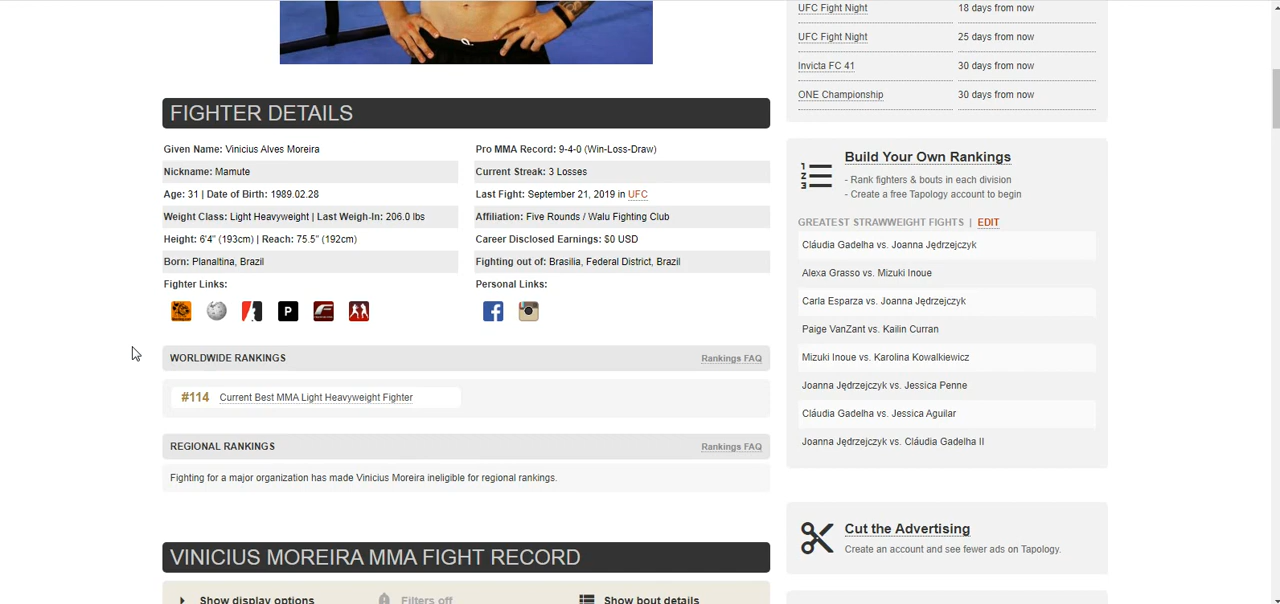 FIGHTER DETAILS
Given Name: Vinicius Alves Moreira
Nickname: Mamute
Age: 31 | Date of Birth: 1989.02.28
Weight Class: Light Heavyweight | Last Weigh-In: 206.0 lbs
Height: 6'4" (193cm) | Reach: 75.5" (192cm)
Born: Planaltina, Brazil
Fighter Links:
Pro MMA Record: 9-4-0 (Win-Loss-Draw)
Current Streak: 3 Losses
Last Fight: September 21, 2019 in UFC
Affiliation: Five Rounds / Walu Fighting Club
Career Disclosed Earnings: $0 USD
Fighting out of: Brasilia, Federal District, Brazil
Personal Links:
P
WORLDWIDE RANKINGS
Rankings FAQ
#114 Current Best MMA Light Heavyweight Fighter
REGIONAL RANKINGS
Rankings FAQ
Fighting for a major organization has made Vinicius Moreira ineligible for regional rankings.
VINICIUS MOREIRA MMA FIGHT RECORD
Show display options
Filters off
Show bout details
UFC Fight Night 18 days from now
UFC Fight Night 25 days from now
Invicta FC 41 30 days from now
ONE Championship 30 days from now
1
2
3
Build Your Own Rankings
- Rank fighters & bouts in each division
- Create a free Tapology account to begin
GREATEST STRAWWEIGHT FIGHTS | EDIT
Cláudia Gadelha vs. Joanna Jędrzejczyk
Alexa Grasso vs. Mizuki Inoue
Carla Esparza vs. Joanna Jędrzejczyk
Paige VanZant vs. Kailin Curran
Mizuki Inoue vs. Karolina Kowalkiewicz
Joanna Jędrzejczyk vs. Jessica Penne
Cláudia Gadelha vs. Jessica Aguilar
Joanna Jędrzejczyk vs. Cláudia Gadelha II
Cut the Advertising
Create an account and see fewer ads on Tapology.